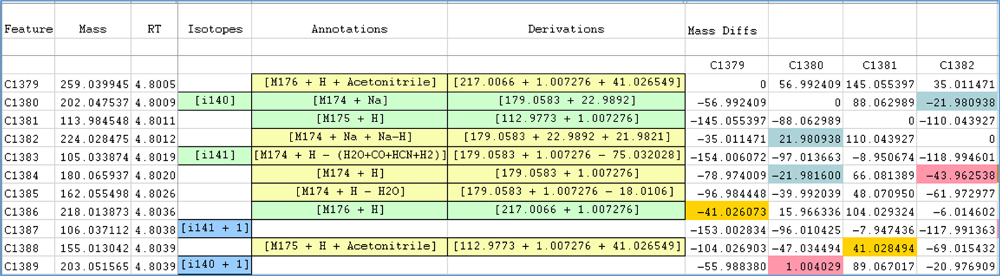 Feature Mass RT Isotopes Annotations Derivations Mass Diffs
C1379 C1380 C1381 C1382
C1379 259.039945 4.8005 [M176 + H + Acetonitrile] [217.0066 + 1.007276 + 41.026549] 0 56.992409 145.055397 35.011471
C1380 202.047537 4.8009 [i140] [M174 + Na] [179.0583 + 22.9892] -56.992409 0 88.062989 -21.980938
C1381 113.984548 4.8011 [M175 + H] [112.9773 + 1.007276] -145.055397 -88.062989 0 -110.043927
C1382 224.028475 4.8012 [M174 + Na + Na-H] [179.0583 + 22.9892 + 21.9821] -35.011471 21.980938 110.043927 0
C1383 105.033874 4.8019 [i141] [M174 + H - (H2O+CO+HCN+H2)] [179.0583 + 1.007276 - 75.032028] -154.006072 -97.013663 -8.950674 -118.994601
C1384 180.065937 4.8020 [M174 + H] [179.0583 + 1.007276] -78.974009 -21.981600 66.081389 -43.962538
C1385 162.055498 4.8026 [M174 + H - H2O] [179.0583 + 1.007276 - 18.0106] -96.984448 -39.992039 48.070950 -61.972977
C1386 218.013873 4.8036 [M176 + H] [217.0066 + 1.007276] -41.026073 15.966336 104.029324 -6.014602
C1387 106.037112 4.8038 [i141 + 1] -153.002834 -96.010425 -7.947436 -117.991363
C1388 155.013042 4.8039 [M175 + H + Acetonitrile] [112.9773 + 1.007276 + 41.026549] -104.026903 -47.034494 41.028494 -69.015432
C1389 203.051565 4.8039 [i140 + 1] -55.988380 1.004029 89.067017 -20.976909